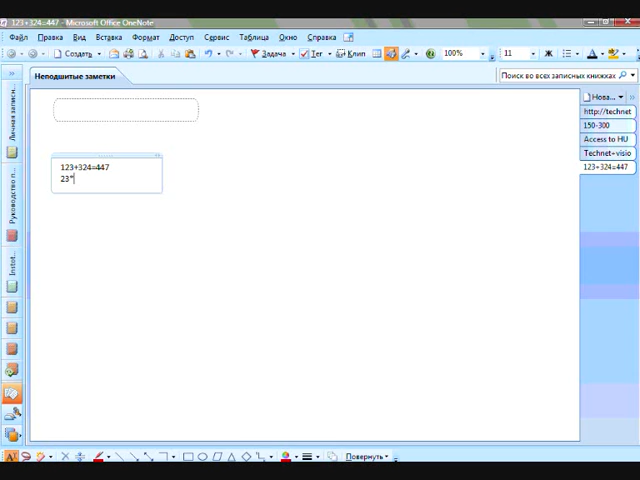 123+324=447 - Microsoft Office OneNote
Файл Правка Вид Вставка Формат Доступ Сервис Таблица Окно Справка
Создать Задача Тег Клип 100% 11 Ж А
Неподшитые заметки
Поиск во всех записных книжках
Нова...
http://technet
150-300
Access to HU
Technet+visio
123+324=447
Личная записн...
Руководство п...
123+324=447
23*
Повернуть